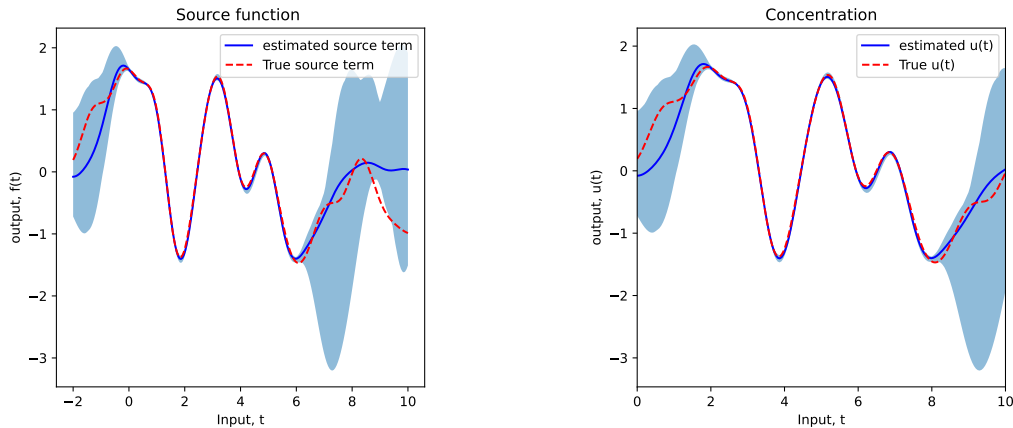 Source function
estimated source term
True source term
2
1
0
−1
−2
−3
output, f(t)
−2
0
2
4
6
8
10
Input, t
Concentration
estimated u(t)
True u(t)
2
1
0
−1
−2
−3
output, u(t)
0
2
4
6
8
10
Input, t